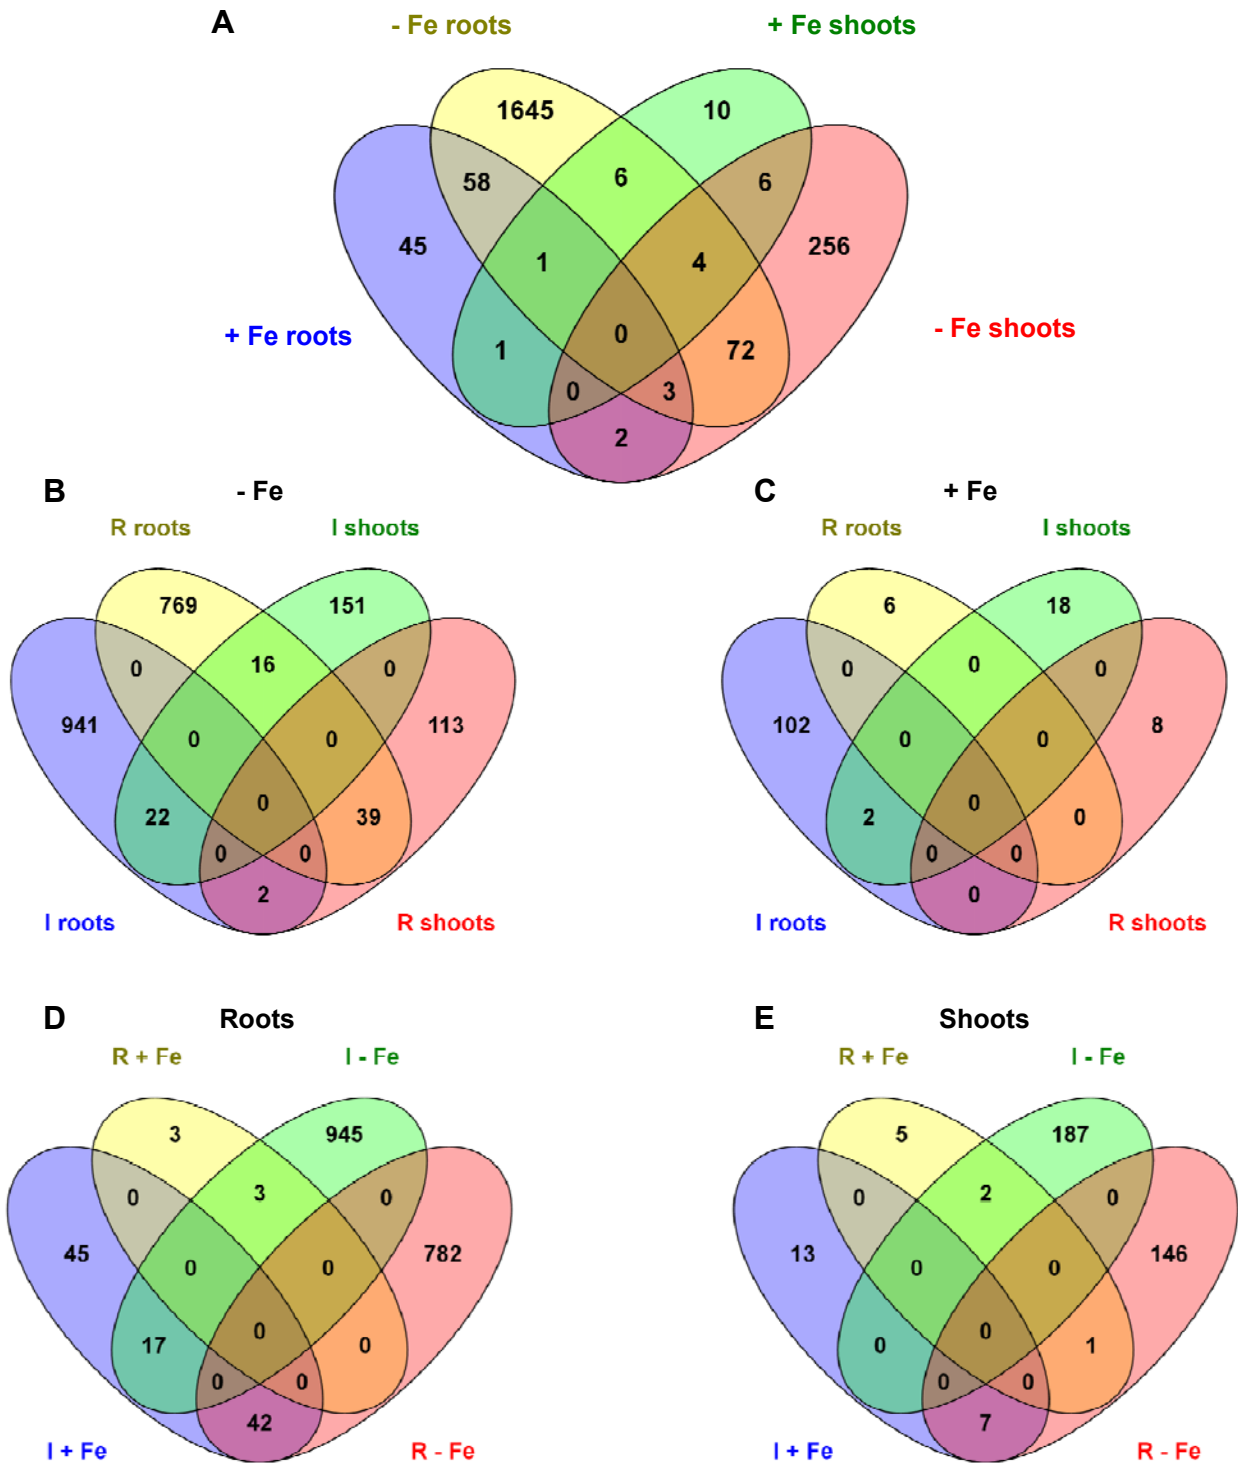 A
- Fe roots + Fe shoots
1645 10
58 6 6
45 1 4 256
+ Fe roots - Fe shoots
1 0 72
0 3
2
B - Fe
R roots I shoots
769 151
0 16 0
941 0 0 113
22 0 39
0 0
2
I roots R shoots
C + Fe
R roots I shoots
6 18
0 0 0
102 0 0 8
2 0 0
0 0
0
I roots R shoots
D Roots
R + Fe I - Fe
3 945
0 3 0
45 0 0 782
17 0 0
0 0
42
I + Fe R - Fe
E Shoots
R + Fe I - Fe
5 187
0 2 0
13 0 0 146
0 0 1
0 0
7
I + Fe R - Fe